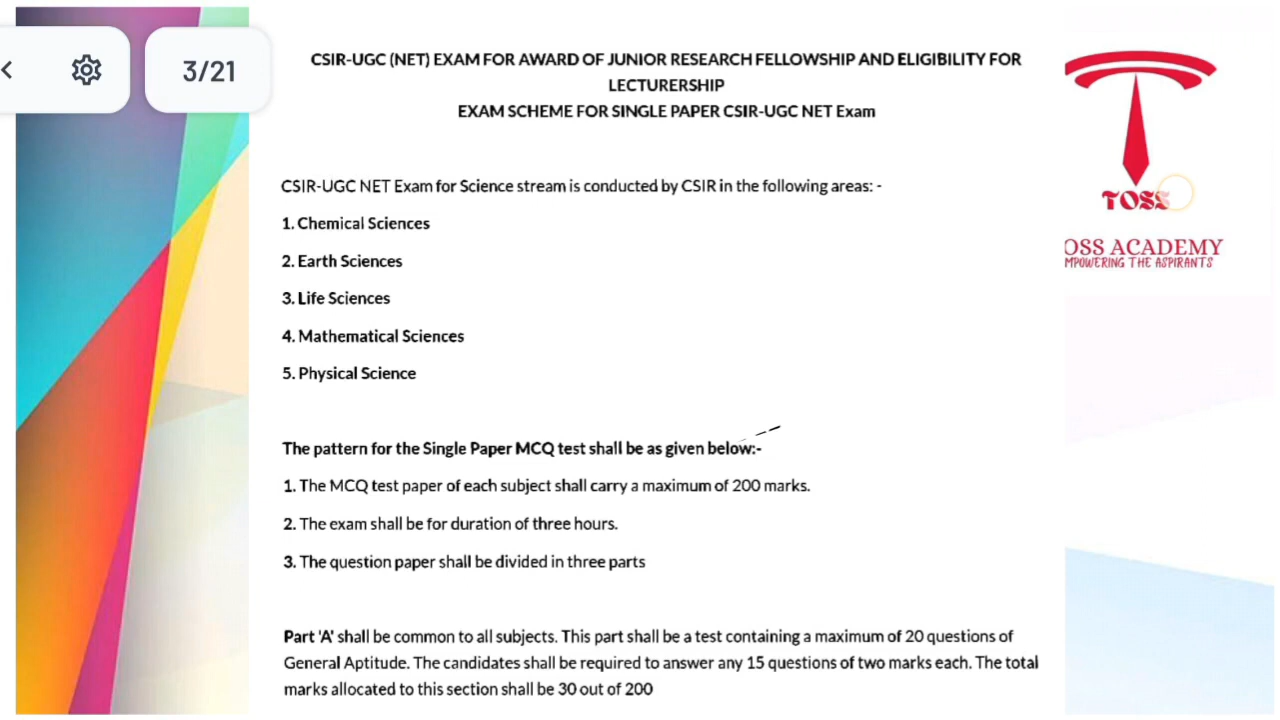 3/21
CSIR-UGC (NET) EXAM FOR AWARD OF JUNIOR RESEARCH FELLOWSHIP AND ELIGIBILITY FOR
LECTURERSHIP
EXAM SCHEME FOR SINGLE PAPER CSIR-UGC NET Exam
TOSS
OSS ACADEMY
MPOWERING THE ASPIRANTS
CSIR-UGC NET Exam for Science stream is conducted by CSIR in the following areas: -
1. Chemical Sciences
2. Earth Sciences
3. Life Sciences
4. Mathematical Sciences
5. Physical Science
The pattern for the Single Paper MCQ test shall be as given below:-
1. The MCQ test paper of each subject shall carry a maximum of 200 marks.
2. The exam shall be for duration of three hours.
3. The question paper shall be divided in three parts
Part 'A' shall be common to all subjects. This part shall be a test containing a maximum of 20 questions of
General Aptitude. The candidates shall be required to answer any 15 questions of two marks each. The total
marks allocated to this section shall be 30 out of 200